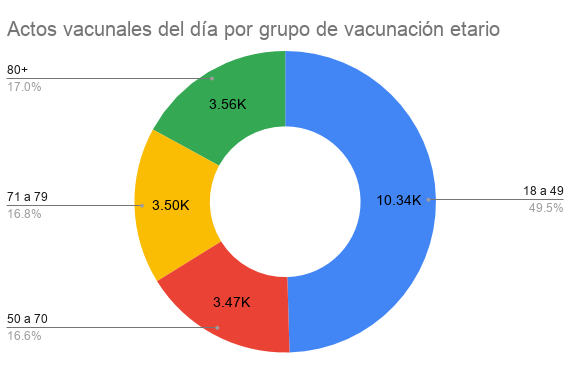 Actos vacunales del día por grupo de vacunación etario
80+
17.0%
3.56K
71 a 79
16.8%
3.50K
10.34K
18 a 49
49.5%
3.47K
50 a 70
16.6%